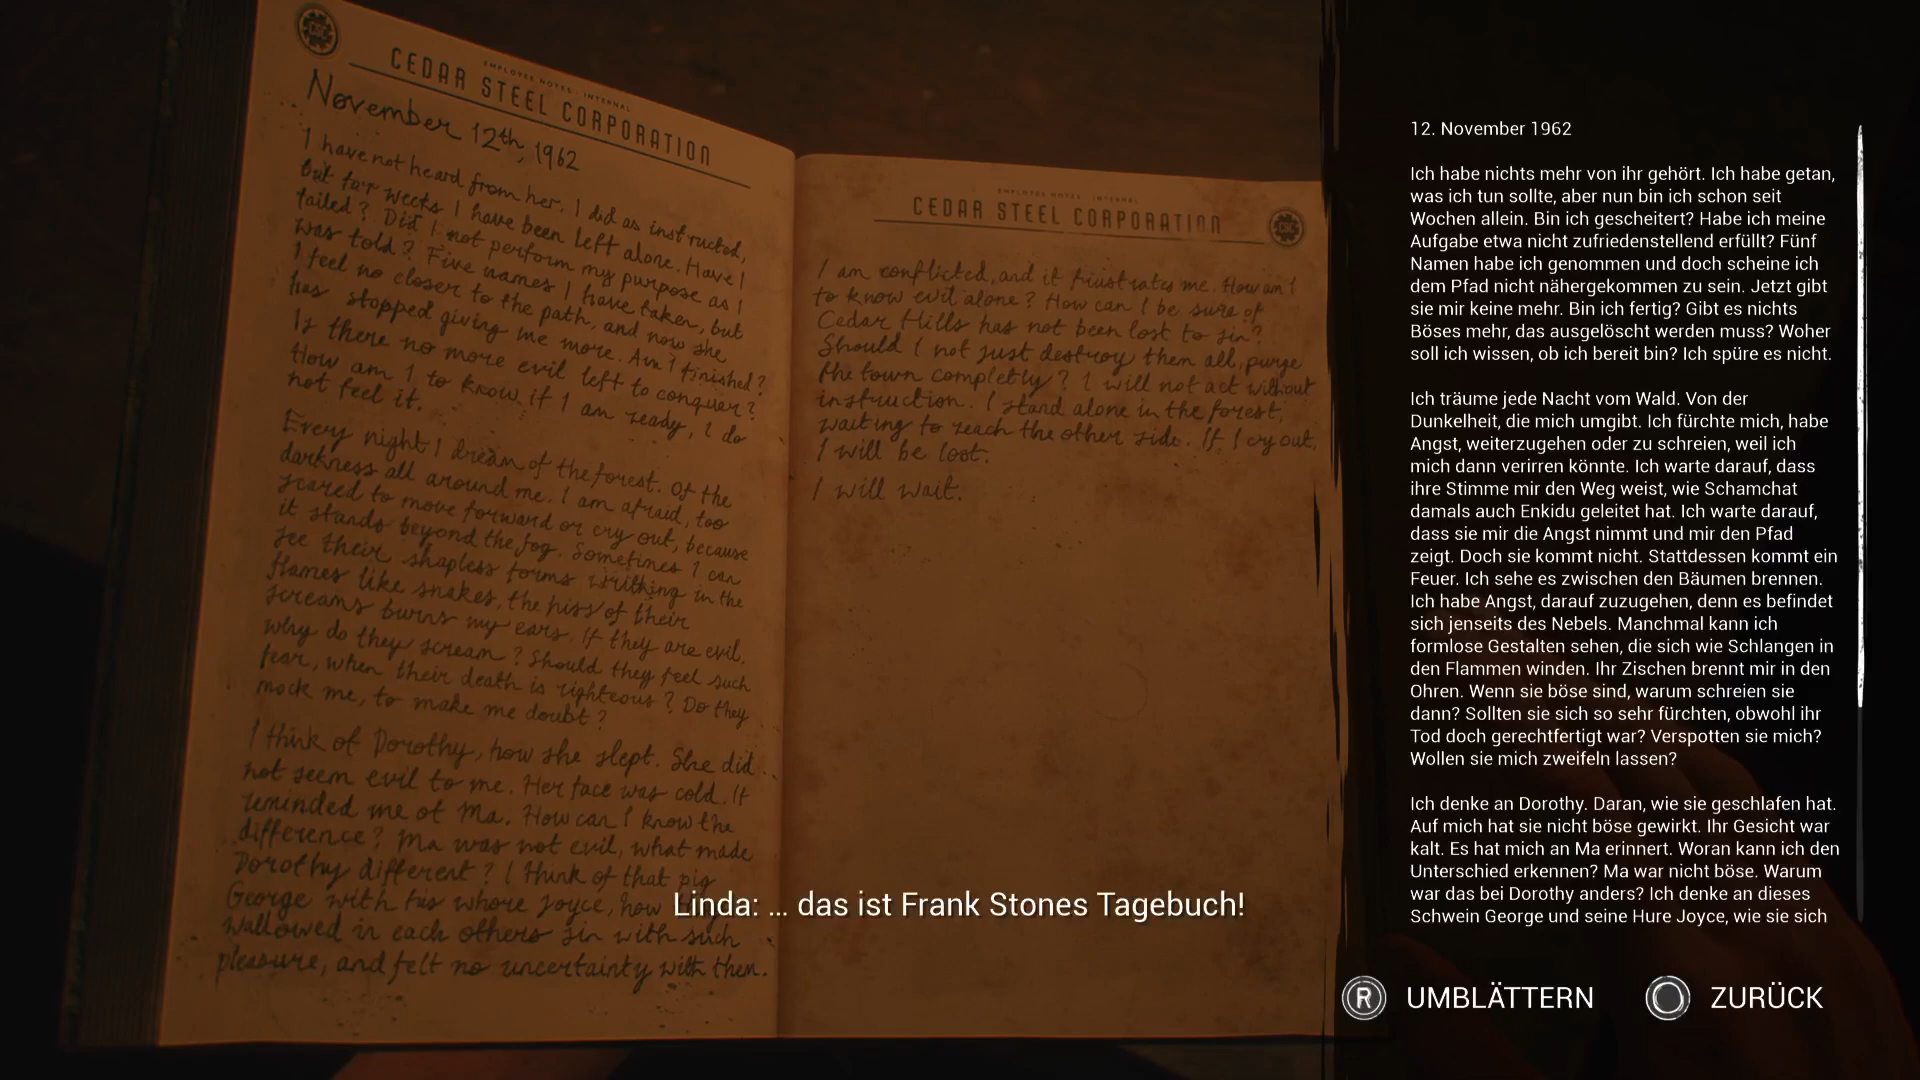 EMPLOYEE NOTES - INTERNAL
CEDAR STEEL CORPORATION
November 12th, 1962
I have not heard from her. I did as instructed,
but for weeks I have been left alone. Have I
failed? Did I not perform my purpose as I
was told? Five names I have taken, but
I feel no closer to the path, and now she
has stopped giving me more. Am I finished?
Is there no more evil left to conquer?
How am I to know if I am ready, I do
not feel it.
Every night I dream of the forest. Of the
darkness all around me. I am afraid, too
scared to move forward or cry out, because
it stands beyond the fog. Sometimes I can
see their shapless forms writhing in the
flames like snakes, the hiss of their
screams burns my ears. If they are evil,
why do they scream? Should they feel such
fear, when their death is righteous? Do they
mock me, to make me doubt?
I think of Dorothy, how she slept. She did
not seem evil to me. Her face was cold. It
reminded me of Ma. How can I know the
difference? Ma was not evil, what made
Dorothy different? I think of that pig
George with his whore Joyce, how
wallowed in each others sin with such
pleasure, and felt no uncertainty with them.
EMPLOYEE NOTES - INTERNAL
CEDAR STEEL CORPORATION
I am conflicted, and it frustrates me. How am I
to know evil alone? How can I be sure of
Cedar Hills has not been lost to sin?
Should I not just destroy them all, purge
the town completly? I will not act without
instruction. I stand alone in the forest,
waiting to reach the other side. If I cry out,
I will be lost.
I will wait.
Linda: … das ist Frank Stones Tagebuch!
12. November 1962
Ich habe nichts mehr von ihr gehört. Ich habe getan,
was ich tun sollte, aber nun bin ich schon seit
Wochen allein. Bin ich gescheitert? Habe ich meine
Aufgabe etwa nicht zufriedenstellend erfüllt? Fünf
Namen habe ich genommen und doch scheine ich
dem Pfad nicht nähergekommen zu sein. Jetzt gibt
sie mir keine mehr. Bin ich fertig? Gibt es nichts
Böses mehr, das ausgelöscht werden muss? Woher
soll ich wissen, ob ich bereit bin? Ich spüre es nicht.
Ich träume jede Nacht vom Wald. Von der
Dunkelheit, die mich umgibt. Ich fürchte mich, habe
Angst, weiterzugehen oder zu schreien, weil ich
mich dann verirren könnte. Ich warte darauf, dass
ihre Stimme mir den Weg weist, wie Schamchat
damals auch Enkidu geleitet hat. Ich warte darauf,
dass sie mir die Angst nimmt und mir den Pfad
zeigt. Doch sie kommt nicht. Stattdessen kommt ein
Feuer. Ich sehe es zwischen den Bäumen brennen.
Ich habe Angst, darauf zuzugehen, denn es befindet
sich jenseits des Nebels. Manchmal kann ich
formlose Gestalten sehen, die sich wie Schlangen in
den Flammen winden. Ihr Zischen brennt mir in den
Ohren. Wenn sie böse sind, warum schreien sie
dann? Sollten sie sich so sehr fürchten, obwohl ihr
Tod doch gerechtfertigt war? Verspotten sie mich?
Wollen sie mich zweifeln lassen?
Ich denke an Dorothy. Daran, wie sie geschlafen hat.
Auf mich hat sie nicht böse gewirkt. Ihr Gesicht war
kalt. Es hat mich an Ma erinnert. Woran kann ich den
Unterschied erkennen? Ma war nicht böse. Warum
war das bei Dorothy anders? Ich denke an dieses
Schwein George und seine Hure Joyce, wie sie sich
R UMBLÄTTERN
ZURÜCK